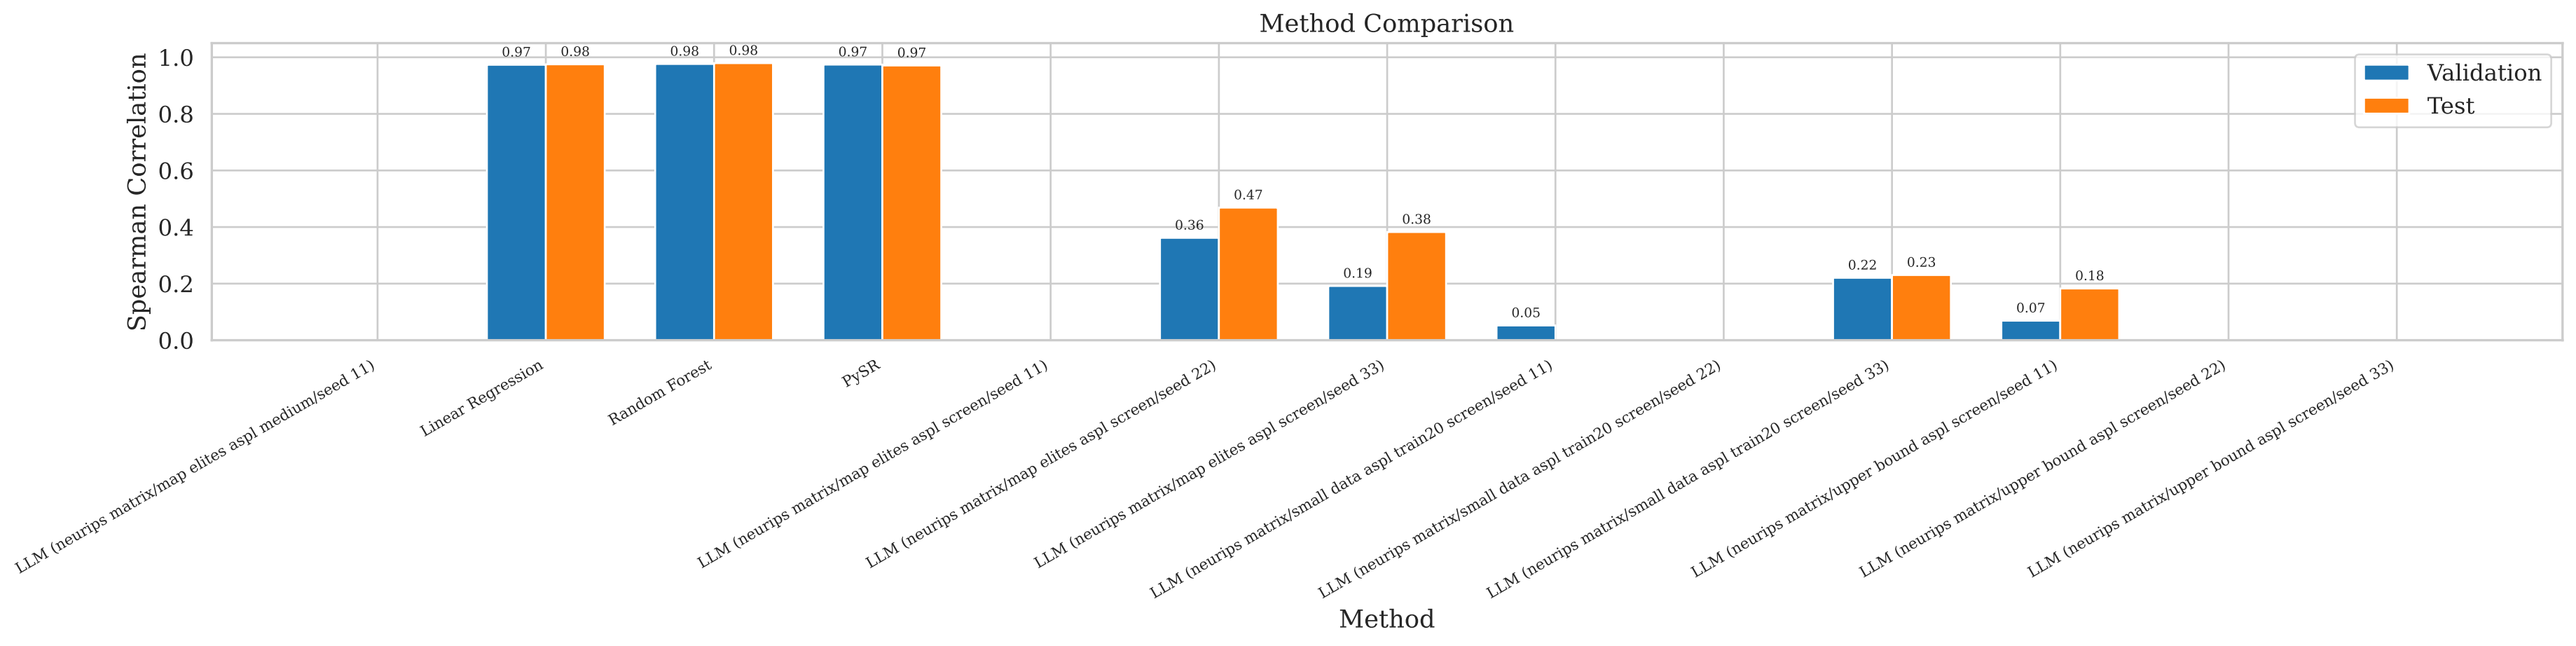 Method Comparison
Spearman Correlation
1.0
0.8
0.6
0.4
0.2
0.0
0.97 0.98 0.98 0.98 0.97 0.97
0.36 0.47
0.19 0.38
0.05
0.22 0.23
0.07 0.18
Validation
Test
LLM (neurips matrix/map elites aspl medium/seed 11)
Linear Regression
Random Forest
PySR
LLM (neurips matrix/map elites aspl screen/seed 11)
LLM (neurips matrix/map elites aspl screen/seed 22)
LLM (neurips matrix/map elites aspl screen/seed 33)
LLM (neurips matrix/small data aspl train20 screen/seed 11)
LLM (neurips matrix/small data aspl train20 screen/seed 22)
LLM (neurips matrix/small data aspl train20 screen/seed 33)
LLM (neurips matrix/upper bound aspl screen/seed 11)
LLM (neurips matrix/upper bound aspl screen/seed 22)
LLM (neurips matrix/upper bound aspl screen/seed 33)
Method